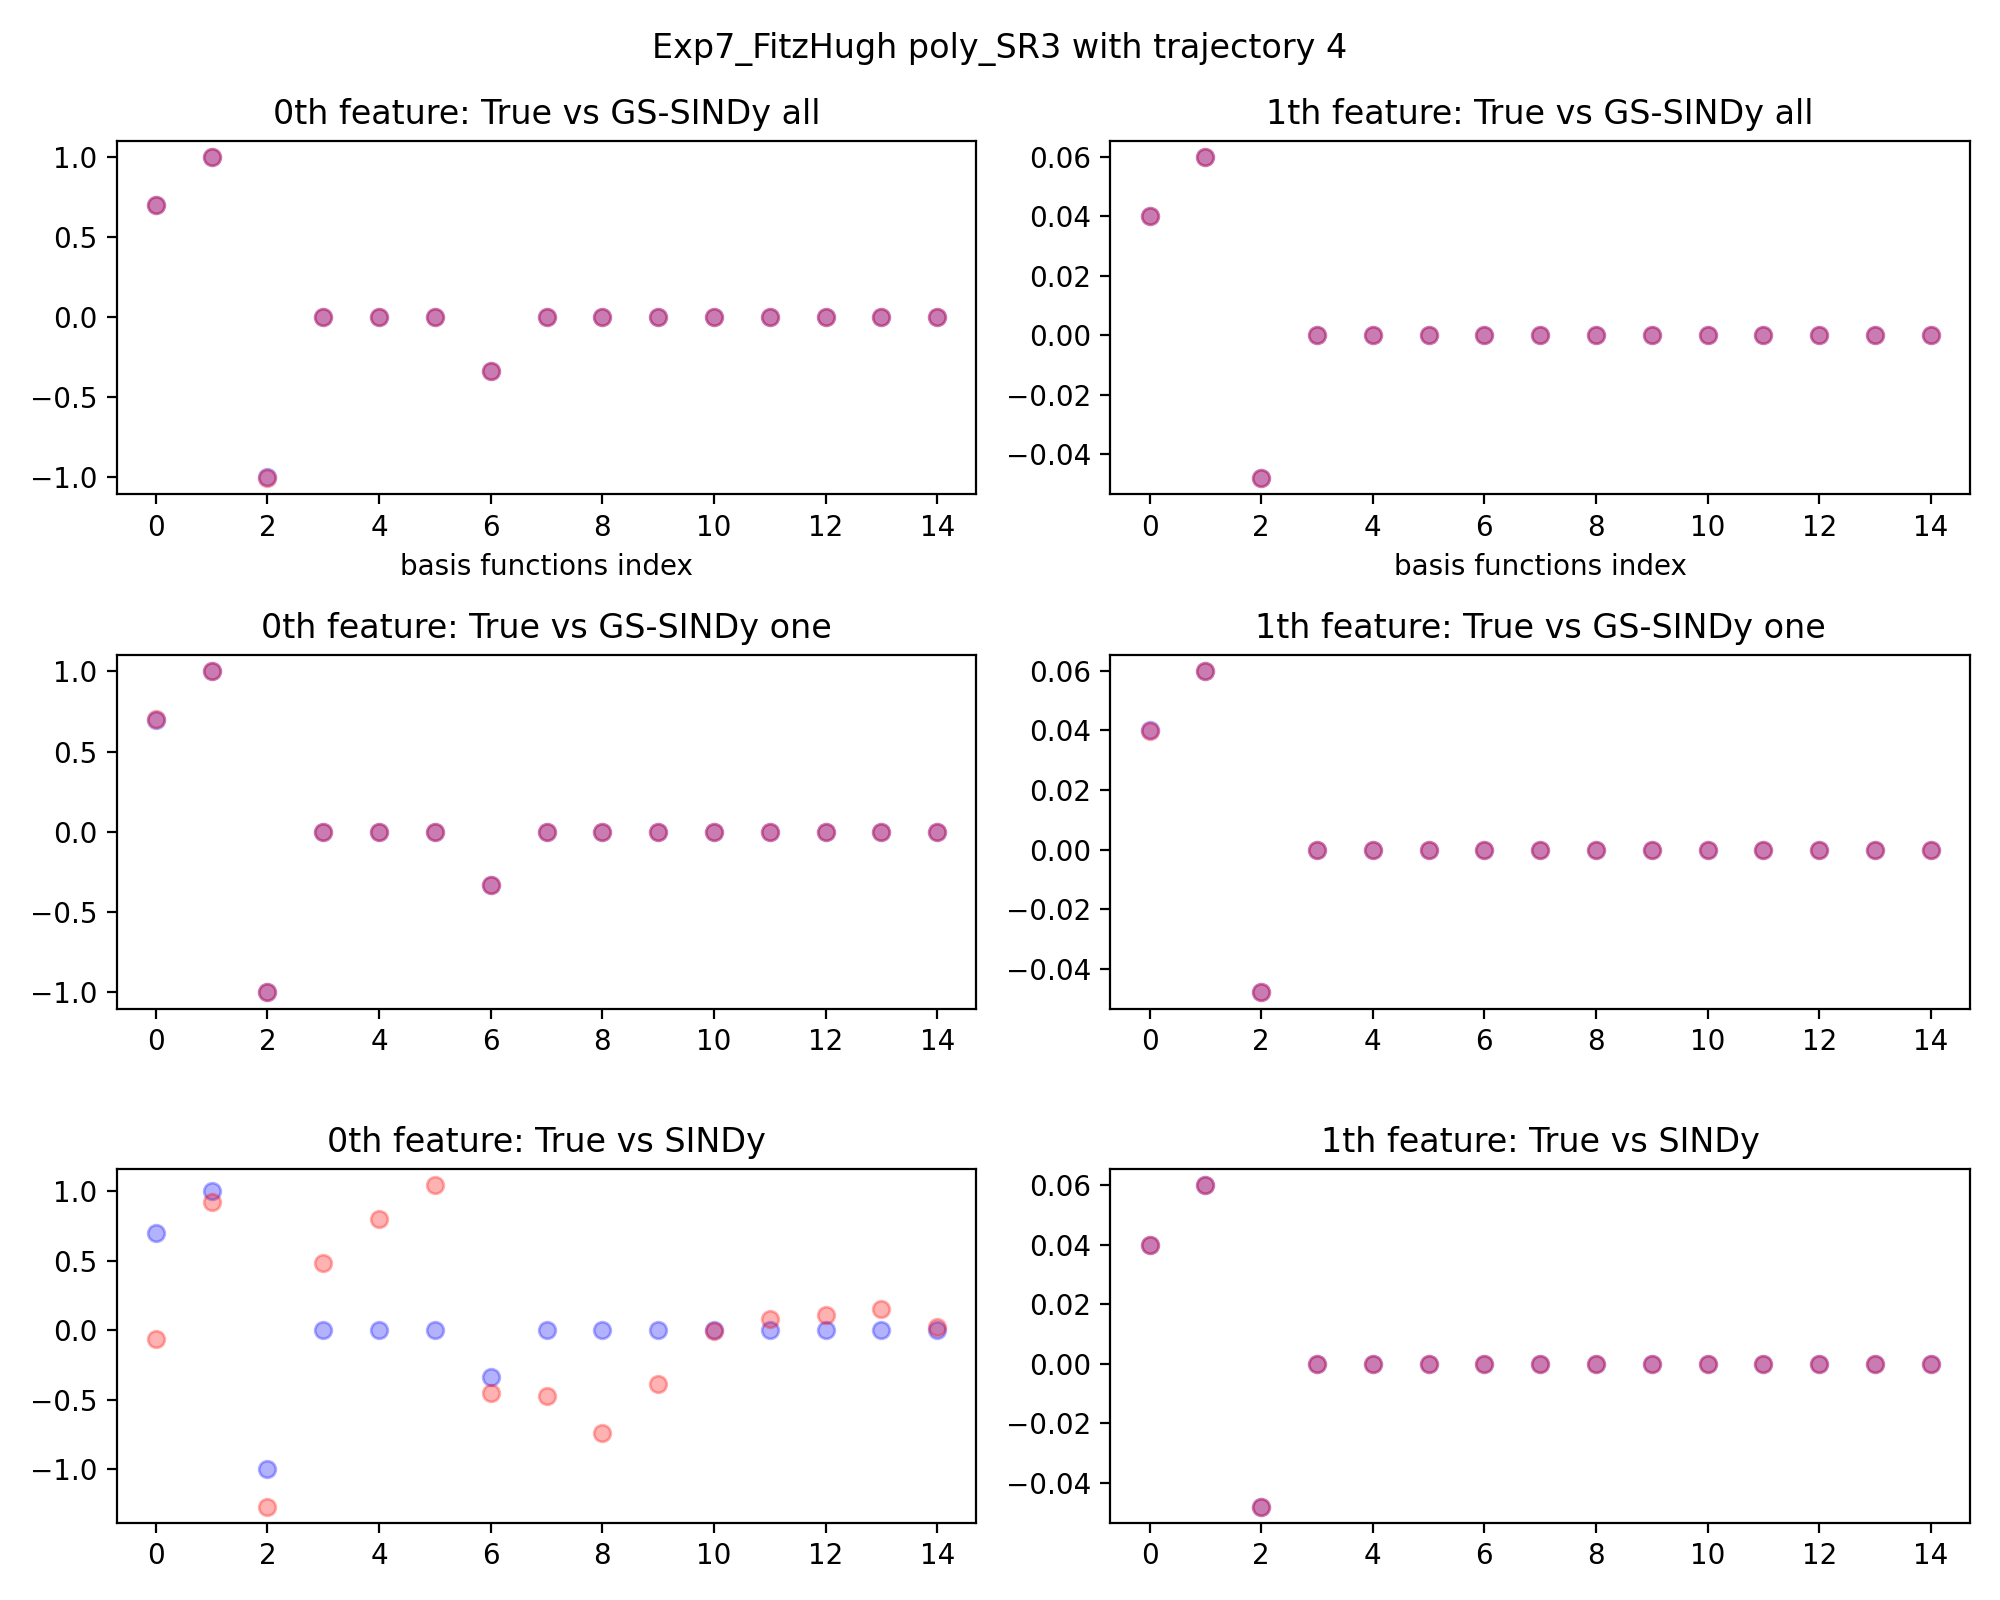 Exp7_FitzHugh poly_SR3 with trajectory 4
0th feature: True vs GS-SINDy all
1.0
0.5
0.0
−0.5
−1.0
0 2 4 6 8 10 12 14
basis functions index
1th feature: True vs GS-SINDy all
0.06
0.04
0.02
0.00
−0.02
−0.04
0 2 4 6 8 10 12 14
basis functions index
0th feature: True vs GS-SINDy one
1.0
0.5
0.0
−0.5
−1.0
0 2 4 6 8 10 12 14
1th feature: True vs GS-SINDy one
0.06
0.04
0.02
0.00
−0.02
−0.04
0 2 4 6 8 10 12 14
0th feature: True vs SINDy
1.0
0.5
0.0
−0.5
−1.0
0 2 4 6 8 10 12 14
1th feature: True vs SINDy
0.06
0.04
0.02
0.00
−0.02
−0.04
0 2 4 6 8 10 12 14